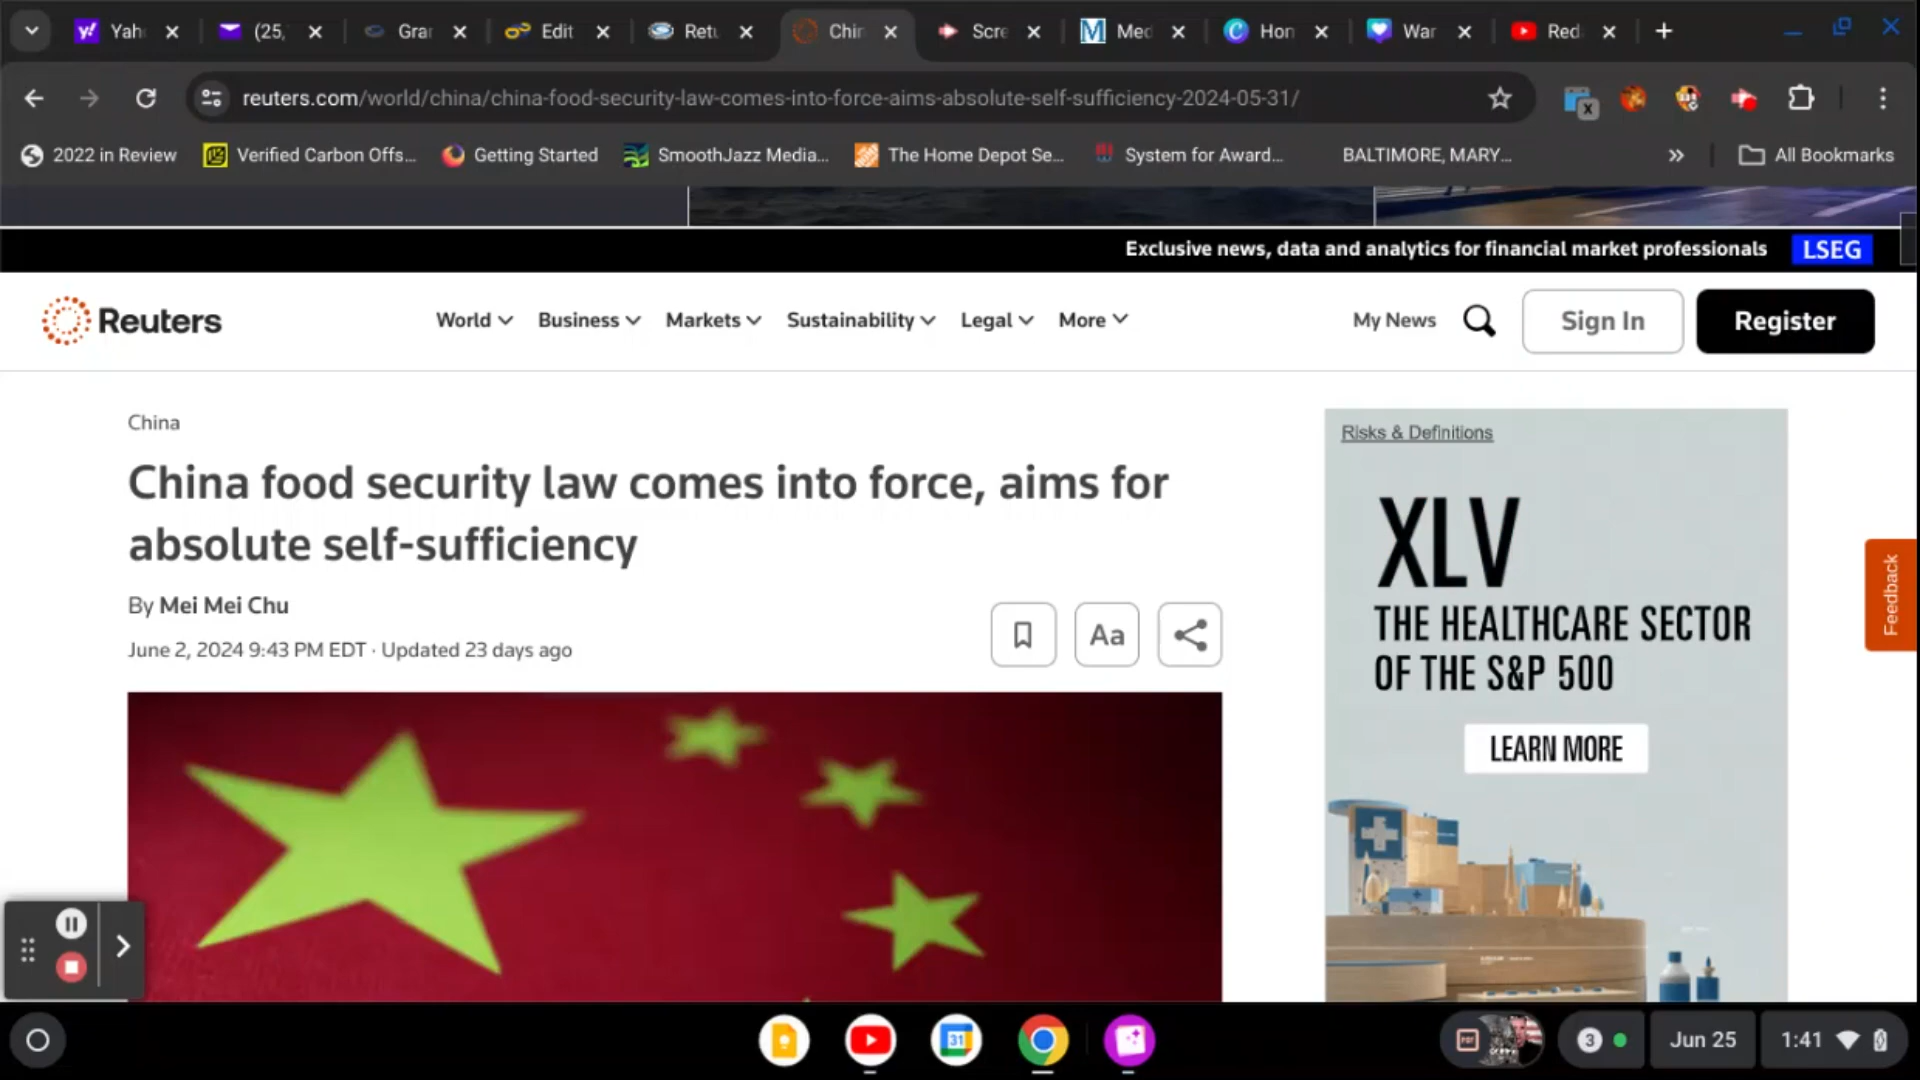 Yah
(25,
Gra
Edit
Ret
Chin
Scre
Med
Hon
War
Red
reuters.com/world/china/china-food-security-law-comes-into-force-aims-absolute-self-sufficiency-2024-05-31/
2022 in Review
Verified Carbon Offs...
Getting Started
SmoothJazz Media...
The Home Depot Se...
System for Award...
BALTIMORE, MARY...
All Bookmarks
Exclusive news, data and analytics for financial market professionals
LSEG
Reuters
World
Business
Markets
Sustainability
Legal
More
My News
Sign In
Register
China
China food security law comes into force, aims for
absolute self-sufficiency
By Mei Mei Chu
June 2, 2024 9:43 PM EDT · Updated 23 days ago
Aa
Risks & Definitions
XLV
THE HEALTHCARE SECTOR
OF THE S&P 500
LEARN MORE
Feedback
31
3
Jun 25
1:41